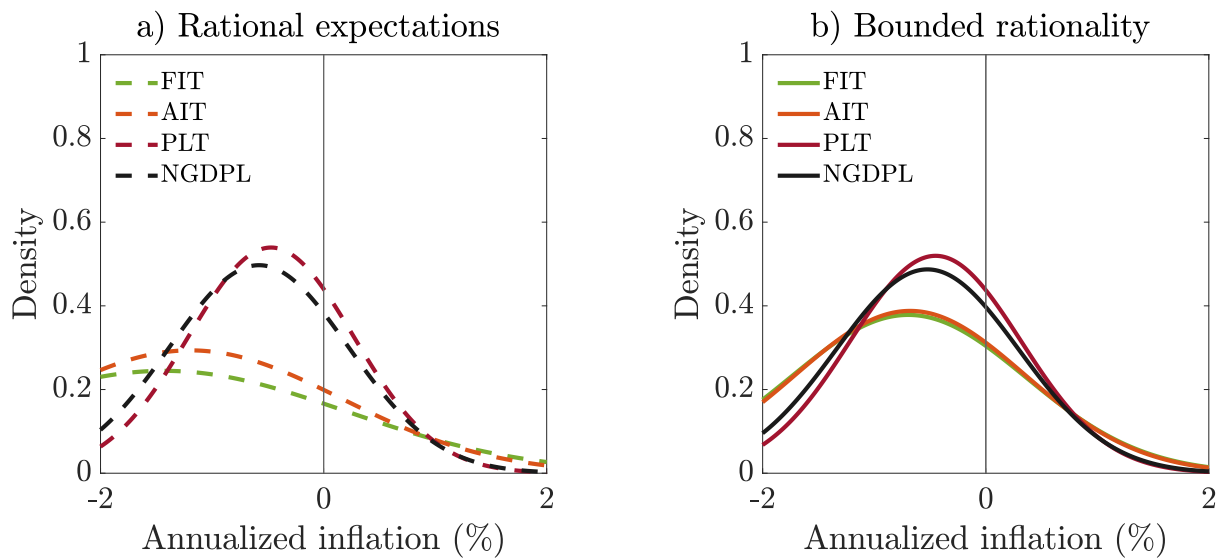 a) Rational expectations
1
0.8
0.6
0.4
0.2
0
Density
FIT
AIT
PLT
NGDPL
-2
0
2
Annualized inflation (%)
b) Bounded rationality
1
0.8
0.6
0.4
0.2
0
Density
FIT
AIT
PLT
NGDPL
-2
0
2
Annualized inflation (%)